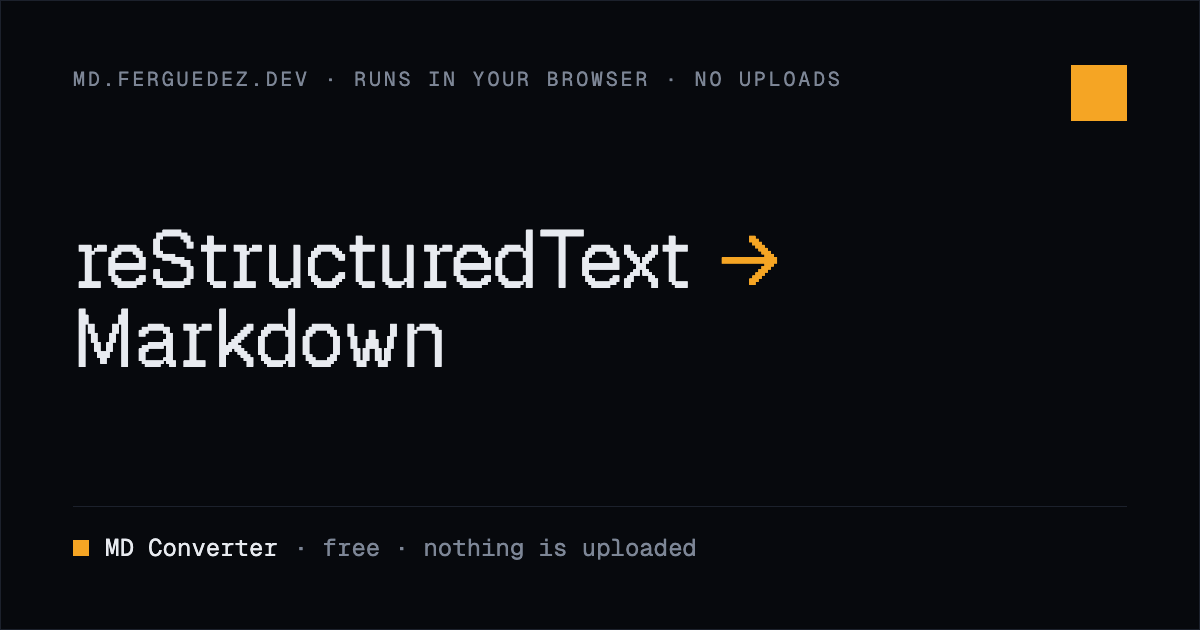 MD.FERGUEDEZ.DEV · RUNS IN YOUR BROWSER · NO UPLOADS
reStructuredText →
Markdown
MD Converter · free · nothing is uploaded